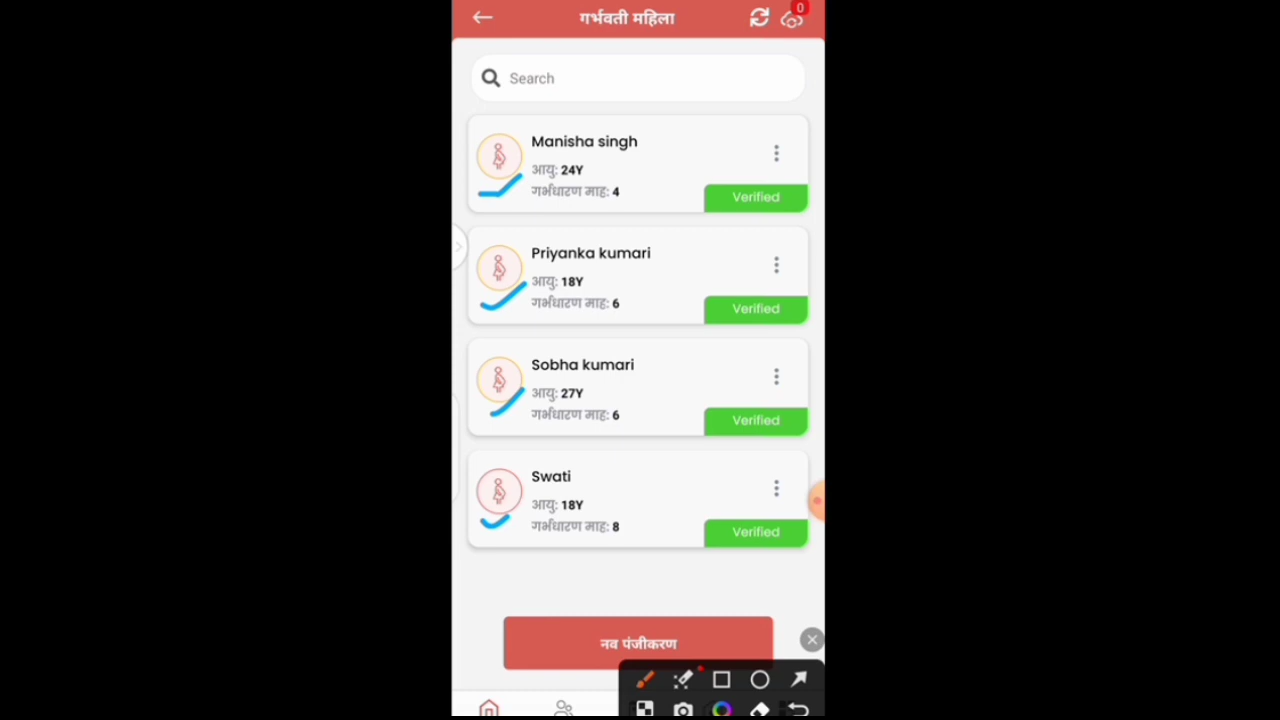 गर्भवती महिला
0
Search
Manisha singh
आयु: 24Y
गर्भधारण माह: 4
Verified
Priyanka kumari
आयु: 18Y
गर्भधारण माह: 6
Verified
Sobha kumari
आयु: 27Y
गर्भधारण माह: 6
Verified
Swati
आयु: 18Y
गर्भधारण माह: 8
Verified
नव पंजीकरण